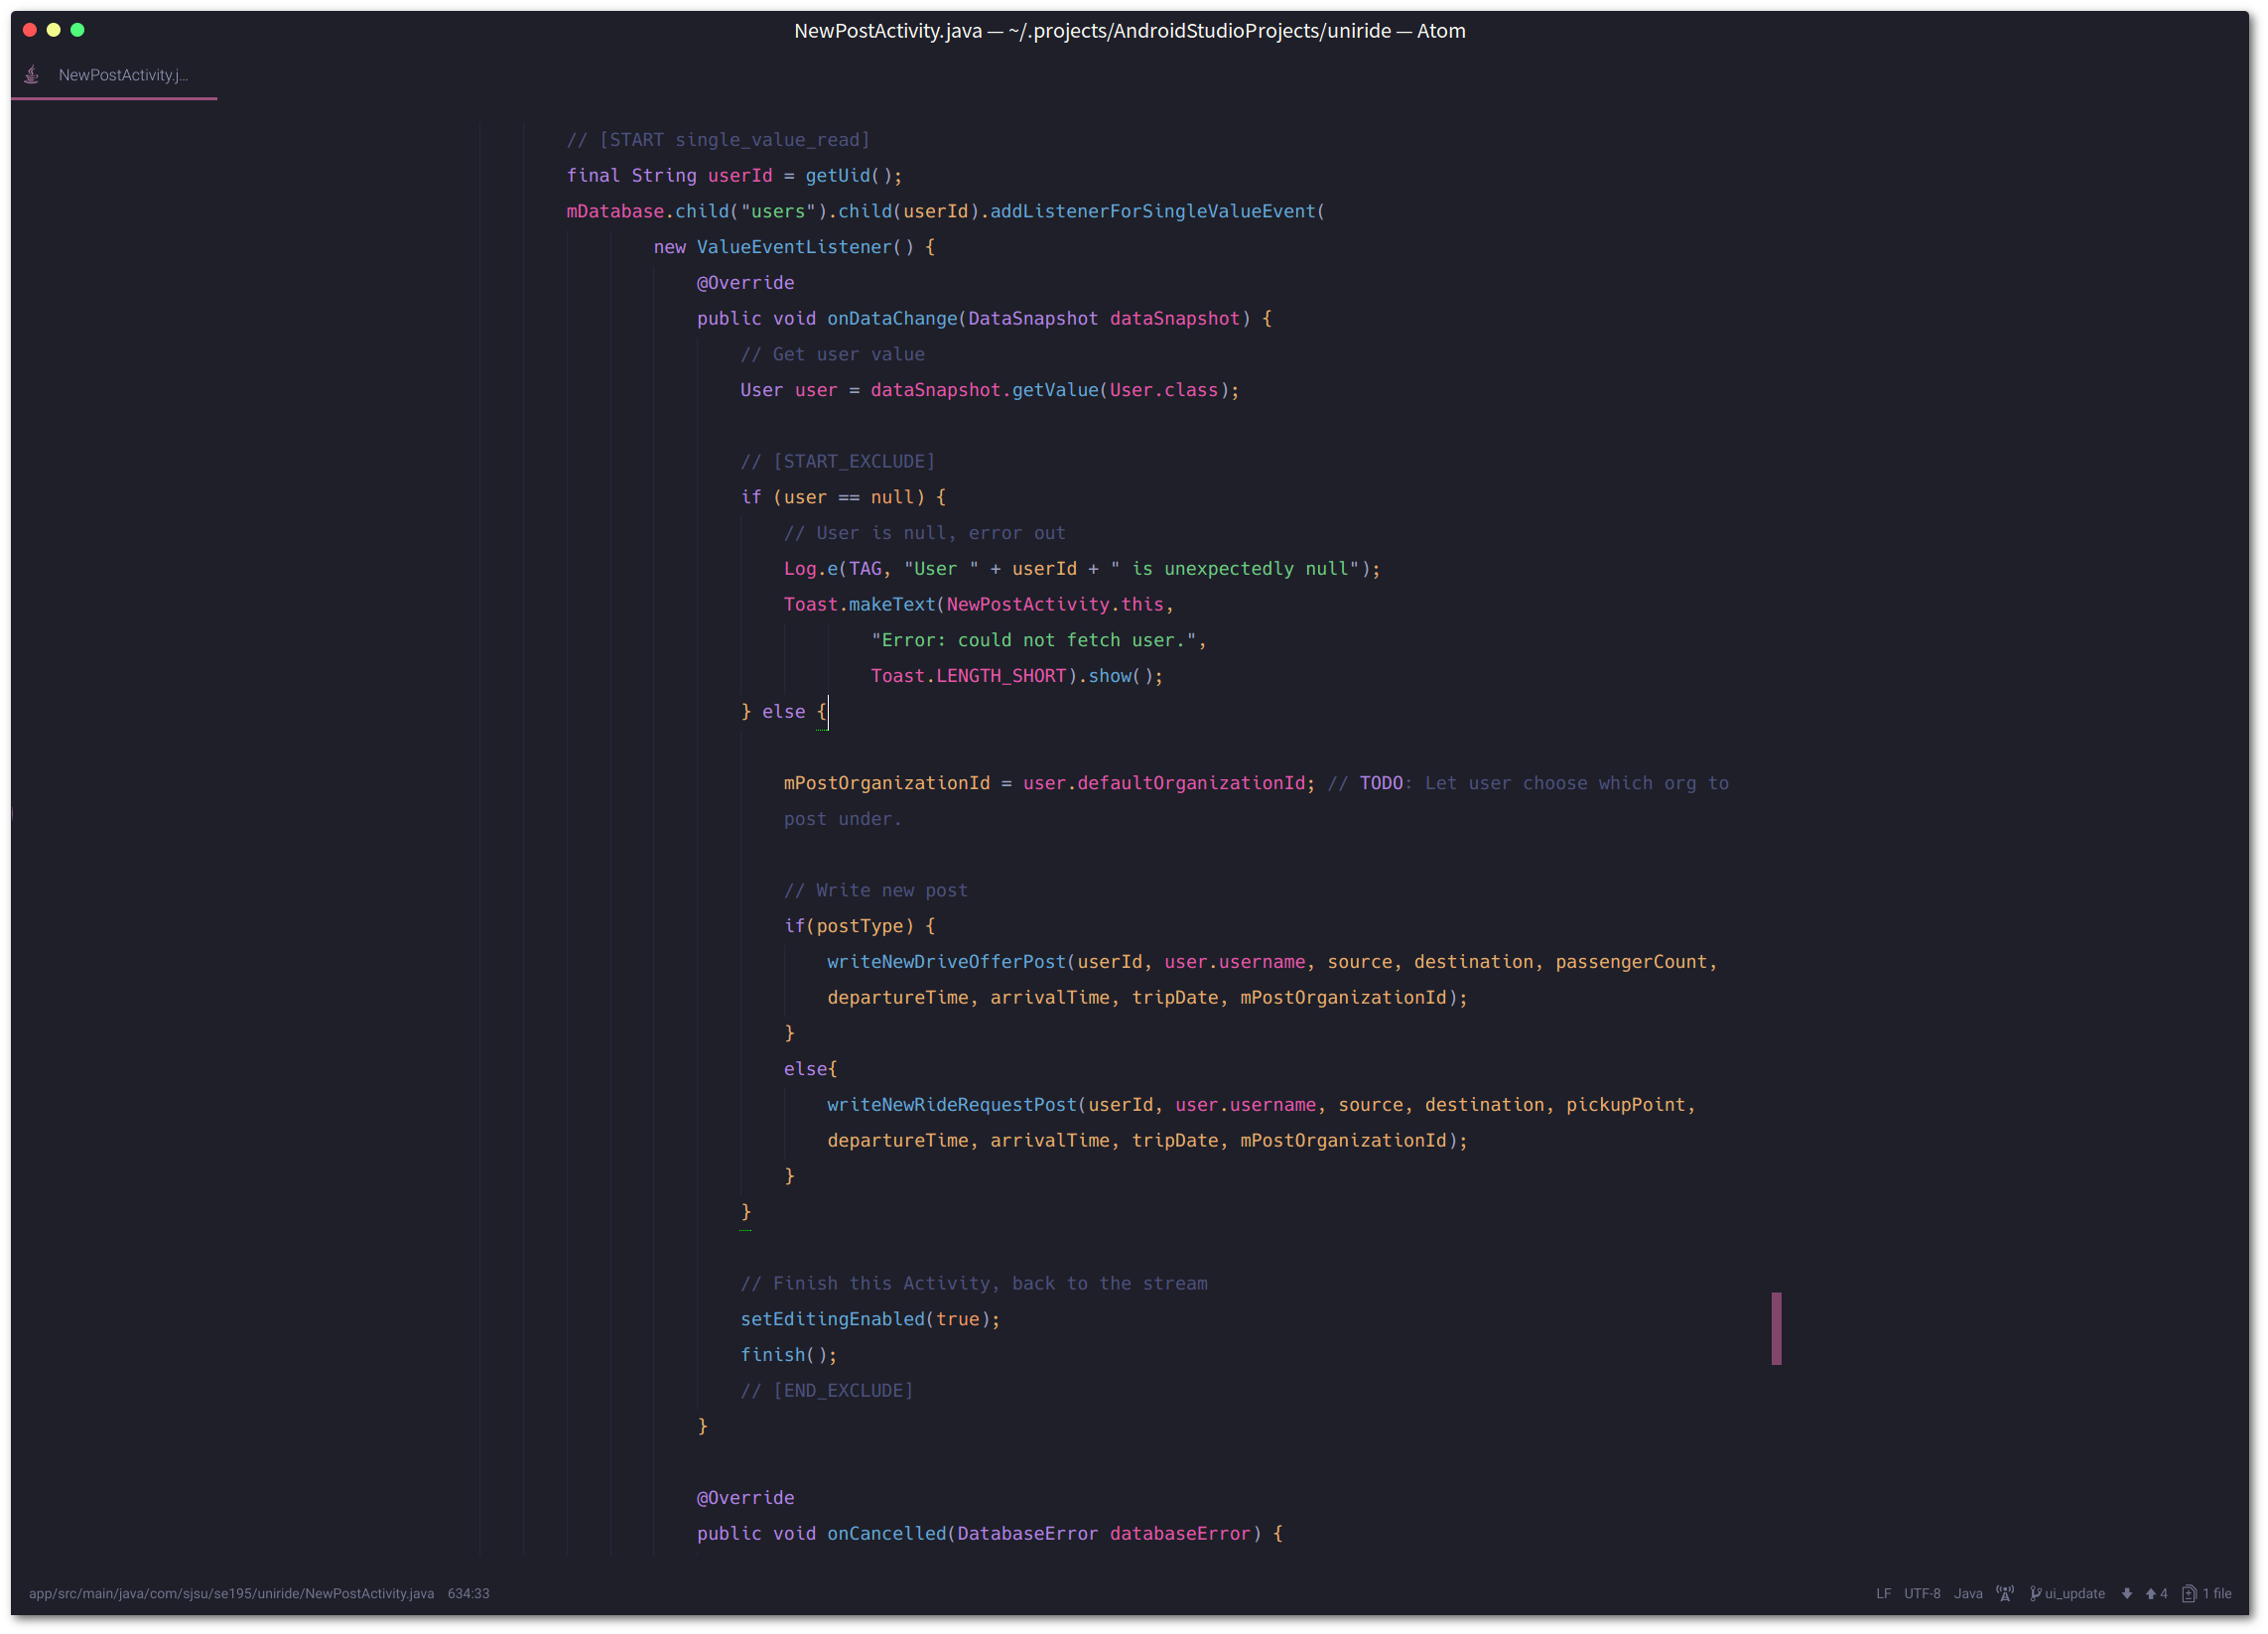 NewPostActivity.java — ~/.projects/AndroidStudioProjects/uniride — Atom
NewPostActivity.j...
// [START single_value_read]
final String userId = getUid();
mDatabase.child("users").child(userId).addListenerForSingleValueEvent(
new ValueEventListener() {
@Override
public void onDataChange(DataSnapshot dataSnapshot) {
// Get user value
User user = dataSnapshot.getValue(User.class);
// [START_EXCLUDE]
if (user == null) {
// User is null, error out
Log.e(TAG, "User " + userId + " is unexpectedly null");
Toast.makeText(NewPostActivity.this,
"Error: could not fetch user.",
Toast.LENGTH_SHORT).show();
} else {
mPostOrganizationId = user.defaultOrganizationId; // TODO: Let user choose which org to
post under.
// Write new post
if(postType) {
writeNewDriveOfferPost(userId, user.username, source, destination, passengerCount,
departureTime, arrivalTime, tripDate, mPostOrganizationId);
}
else{
writeNewRideRequestPost(userId, user.username, source, destination, pickupPoint,
departureTime, arrivalTime, tripDate, mPostOrganizationId);
}
}
// Finish this Activity, back to the stream
setEditingEnabled(true);
finish();
// [END_EXCLUDE]
}
@Override
public void onCancelled(DatabaseError databaseError) {
app/src/main/java/com/sjsu/se195/uniride/NewPostActivity.java 634:33 LF UTF-8 Java ui_update 4 1 file